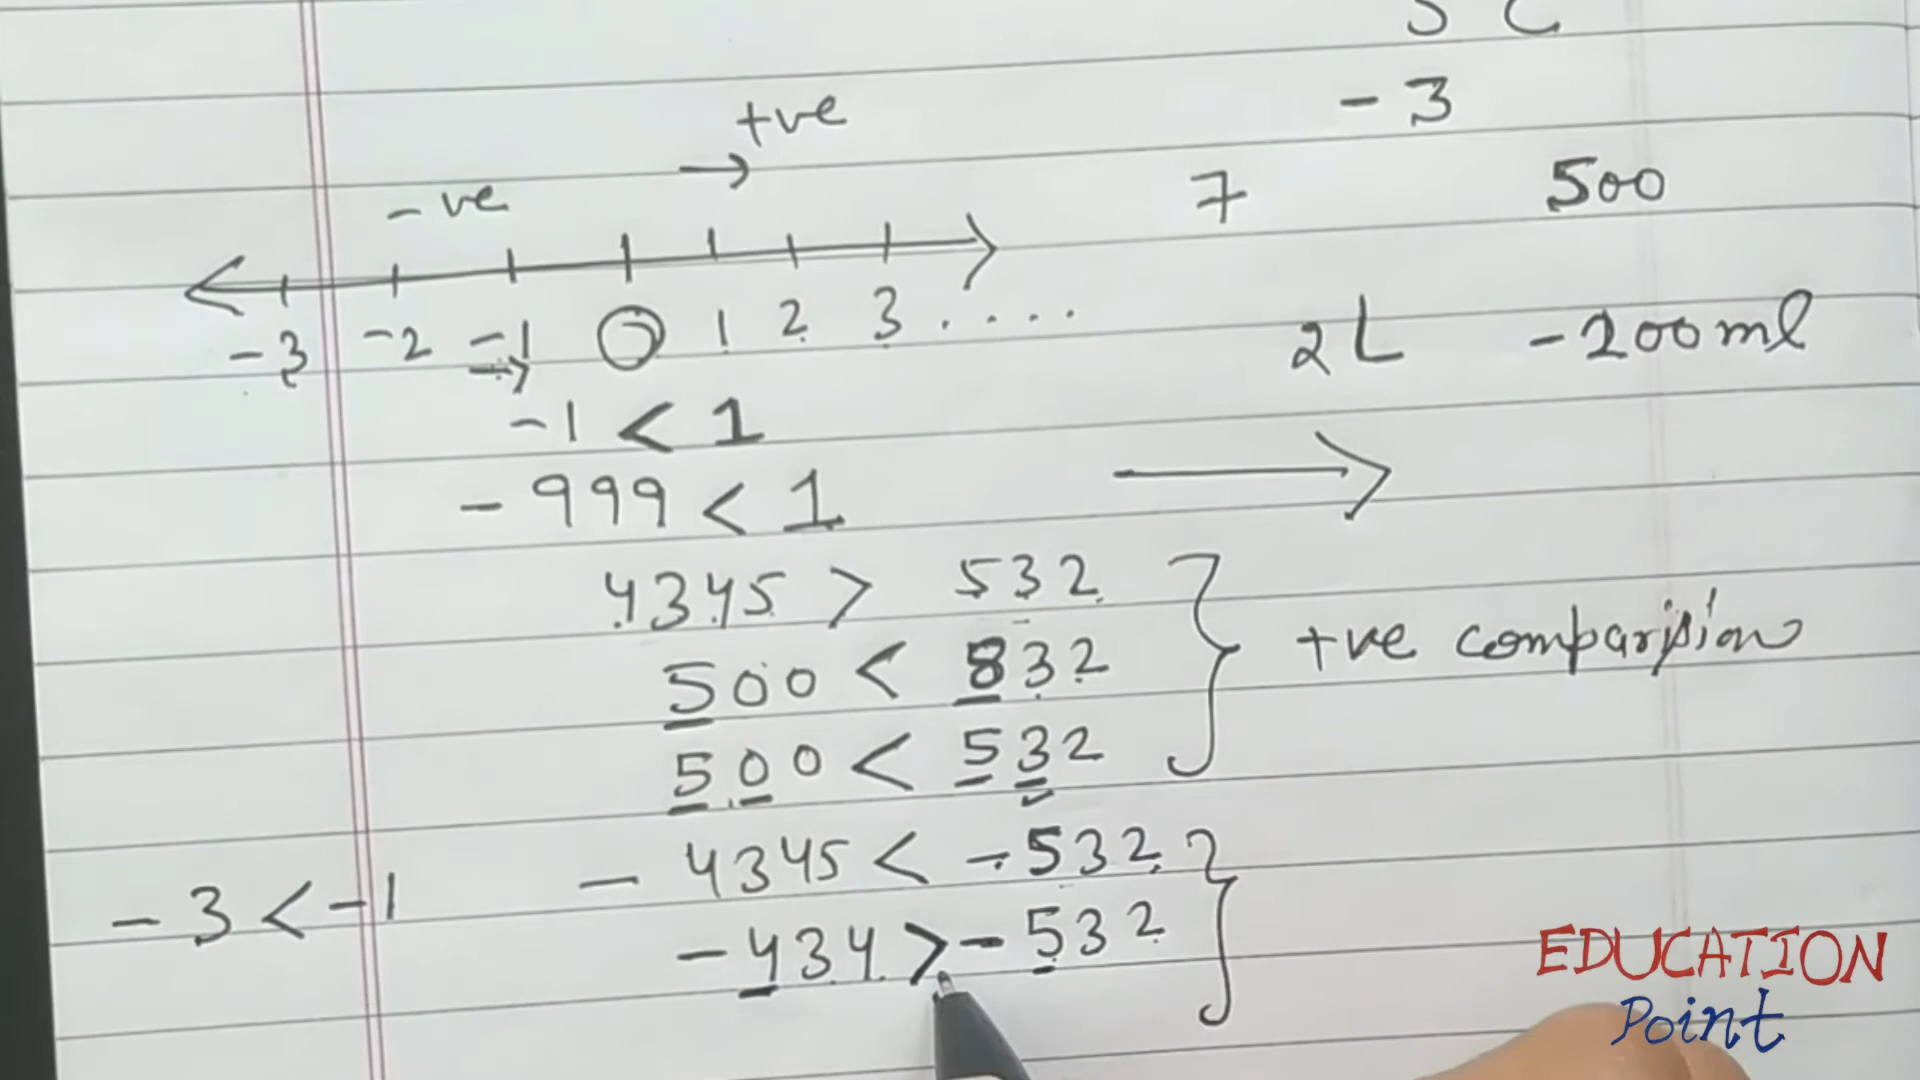 - 3
+ve
→
- ve
7 500
-3 -2 -1 0 1 2 3 ....
→
2L -200ml
-1 < 1
- 999 < 1
4345 > 532
500 < 832
+ve comparision
500 < 532
- 4345 < - 532
- 3 < -1
- 434 > - 532
EDUCATION
Point